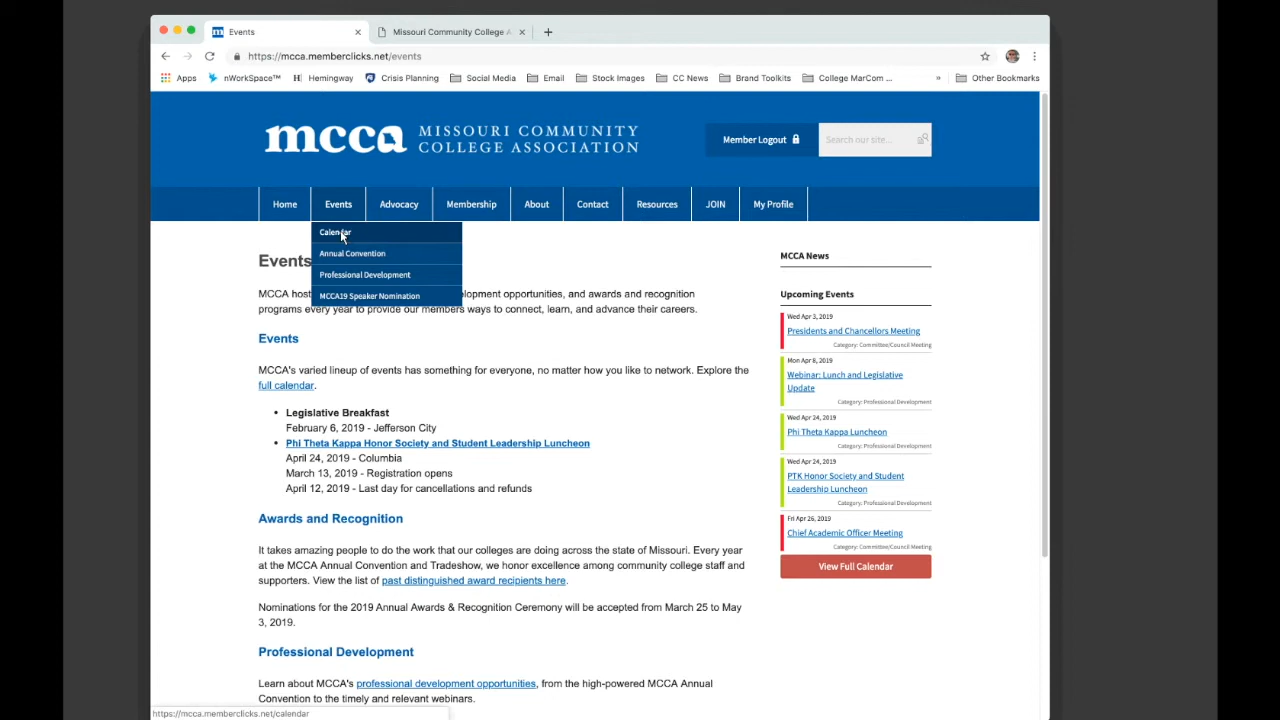 Events
Missouri Community College A
https://mcca.memberclicks.net/events
Apps
nWorkSpace™
Hemingway
Crisis Planning
Social Media
Email
Stock Images
CC News
Brand Toolkits
College MarCom ...
»
Other Bookmarks
mcca
MISSOURI COMMUNITY
COLLEGE ASSOCIATION
Member Logout
Search our site...
Home
Events
Advocacy
Membership
About
Contact
Resources
JOIN
My Profile
Calendar
Annual Convention
Professional Development
MCCA19 Speaker Nomination
Events
MCCA host lopment opportunities, and awards and recognition
programs every year to provide our members ways to connect, learn, and advance their careers.
Events
MCCA's varied lineup of events has something for everyone, no matter how you like to network. Explore the
full calendar.
• Legislative Breakfast
February 6, 2019 - Jefferson City
• Phi Theta Kappa Honor Society and Student Leadership Luncheon
April 24, 2019 - Columbia
March 13, 2019 - Registration opens
April 12, 2019 - Last day for cancellations and refunds
Awards and Recognition
It takes amazing people to do the work that our colleges are doing across the state of Missouri. Every year
at the MCCA Annual Convention and Tradeshow, we honor excellence among community college staff and
supporters. View the list of past distinguished award recipients here.
Nominations for the 2019 Annual Awards & Recognition Ceremony will be accepted from March 25 to May
3, 2019.
Professional Development
Learn about MCCA's professional development opportunities, from the high-powered MCCA Annual
Convention to the timely and relevant webinars.
MCCA News
Upcoming Events
Wed Apr 3, 2019
Presidents and Chancellors Meeting
Category: Committee/Council Meeting
Mon Apr 8, 2019
Webinar: Lunch and Legislative
Update
Category: Professional Development
Wed Apr 24, 2019
Phi Theta Kappa Luncheon
Category: Professional Development
Wed Apr 24, 2019
PTK Honor Society and Student
Leadership Luncheon
Category: Professional Development
Fri Apr 26, 2019
Chief Academic Officer Meeting
Category: Committee/Council Meeting
View Full Calendar
https://mcca.memberclicks.net/calendar